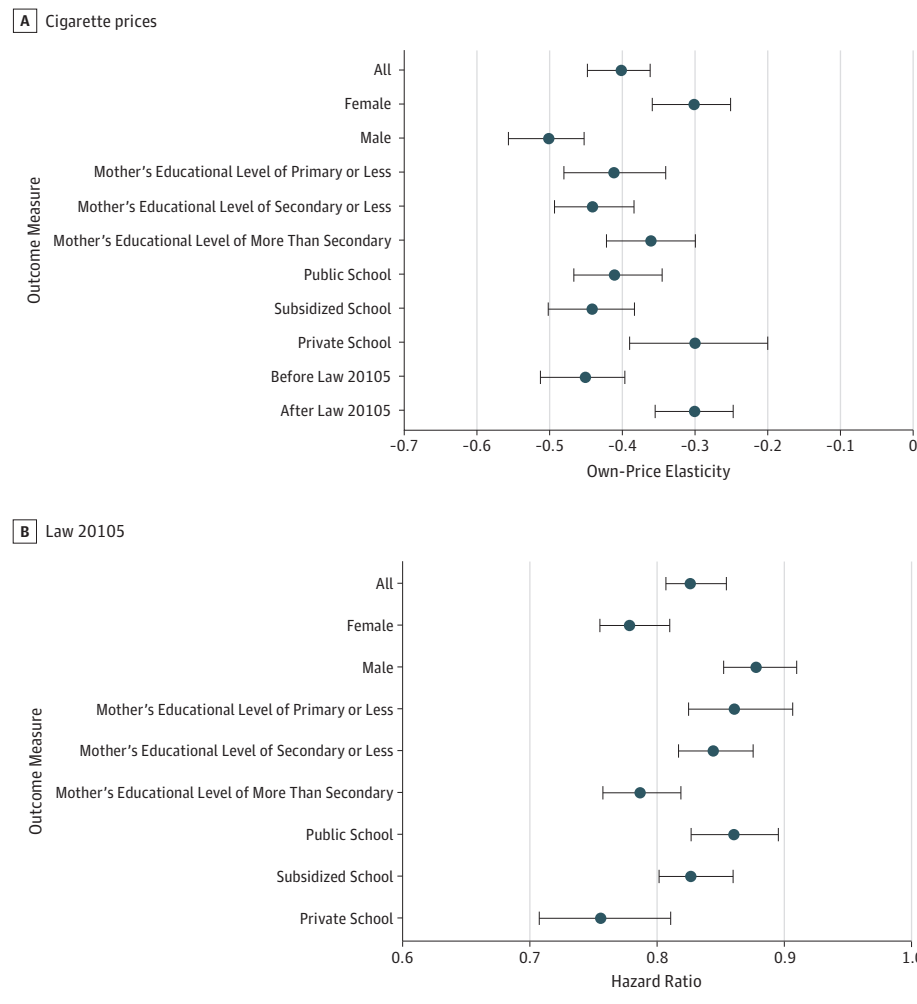 A Cigarette prices
Outcome Measure
All
Female
Male
Mother's Educational Level of Primary or Less
Mother's Educational Level of Secondary or Less
Mother's Educational Level of More Than Secondary
Public School
Subsidized School
Private School
Before Law 20105
After Law 20105
-0.7 -0.6 -0.5 -0.4 -0.3 -0.2 -0.1 0
Own-Price Elasticity
B Law 20105
Outcome Measure
All
Female
Male
Mother's Educational Level of Primary or Less
Mother's Educational Level of Secondary or Less
Mother's Educational Level of More Than Secondary
Public School
Subsidized School
Private School
0.6 0.7 0.8 0.9 1.0
Hazard Ratio